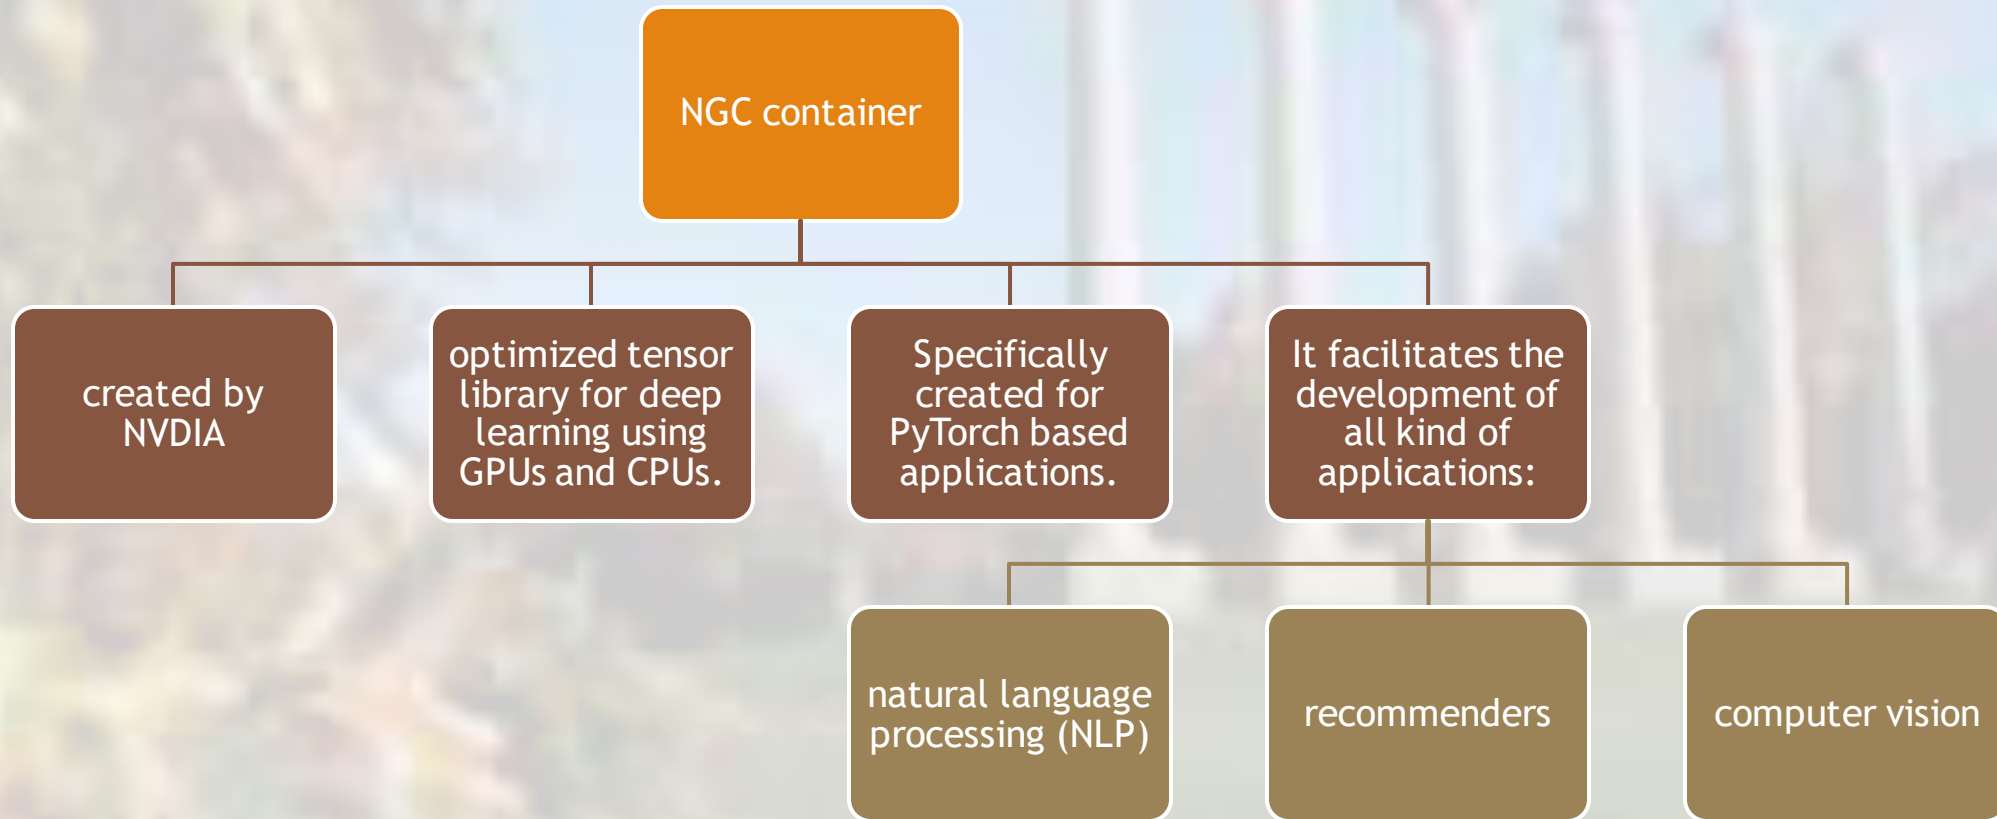 NGC container
created by
NVDIA
optimized tensor
library for deep
learning using
GPUs and CPUs.
Specifically
created for
PyTorch based
applications.
It facilitates the
development of
all kind of
applications:
natural language
processing (NLP)
recommenders
computer vision